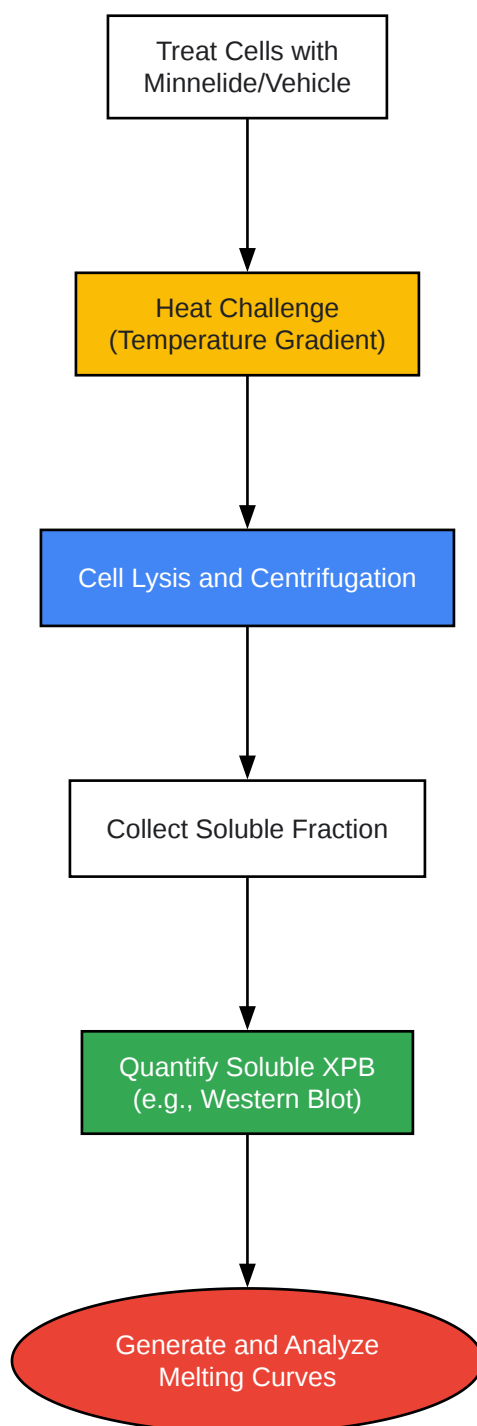 Treat Cells with
Minnelide/Vehicle
Heat Challenge
(Temperature Gradient)
Cell Lysis and Centrifugation
Collect Soluble Fraction
Quantify Soluble XPB
(e.g., Western Blot)
Generate and Analyze
Melting Curves